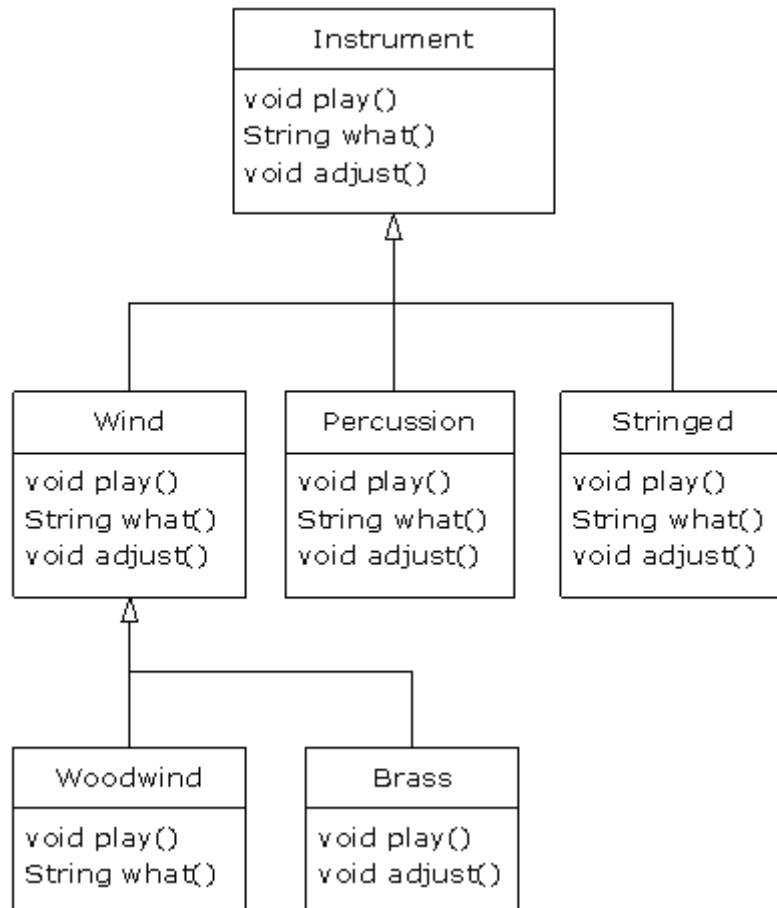 Instrument
void play()
String what()
void adjust()
Wind
void play()
String what()
void adjust()
Percussion
void play()
String what()
void adjust()
Stringed
void play()
String what()
void adjust()
Woodwind
void play()
String what()
Brass
void play()
void adjust()